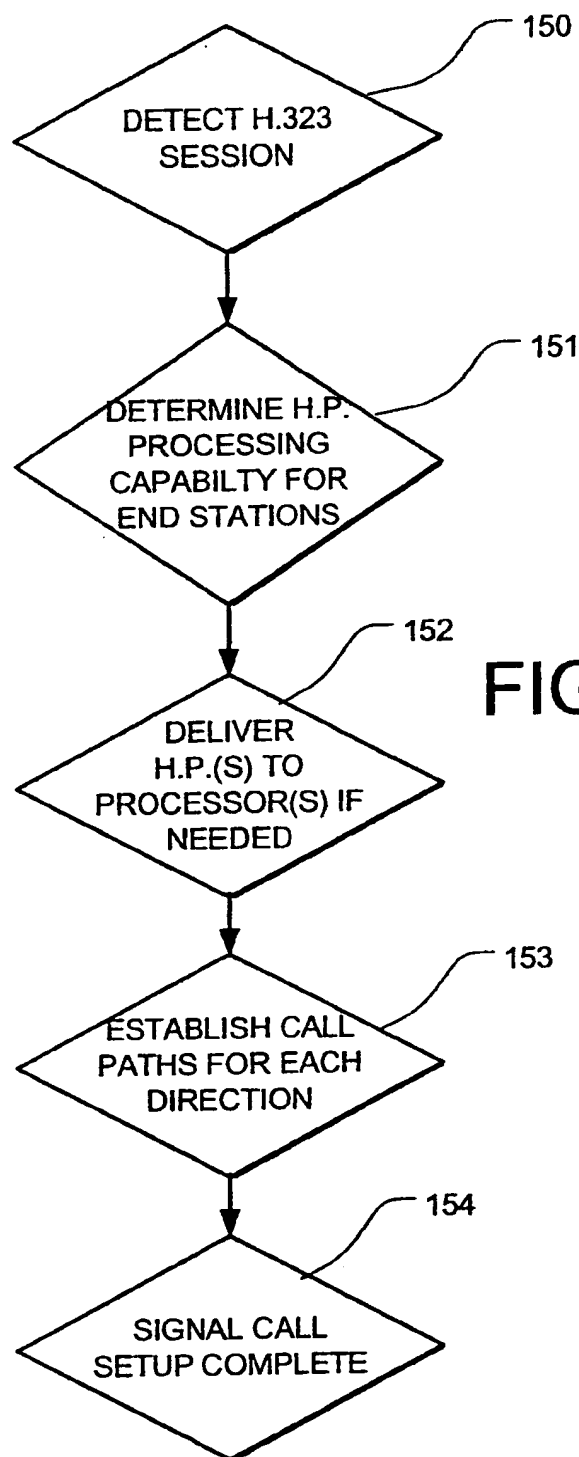 150
DETECT H.323
SESSION
151
DETERMINE H.P.
PROCESSING
CAPABILTY FOR
END STATIONS
152
DELIVER
H.P.(S) TO
PROCESSOR(S) IF
NEEDED
FIG
153
ESTABLISH CALL
PATHS FOR EACH
DIRECTION
154
SIGNAL CALL
SETUP COMPLETE